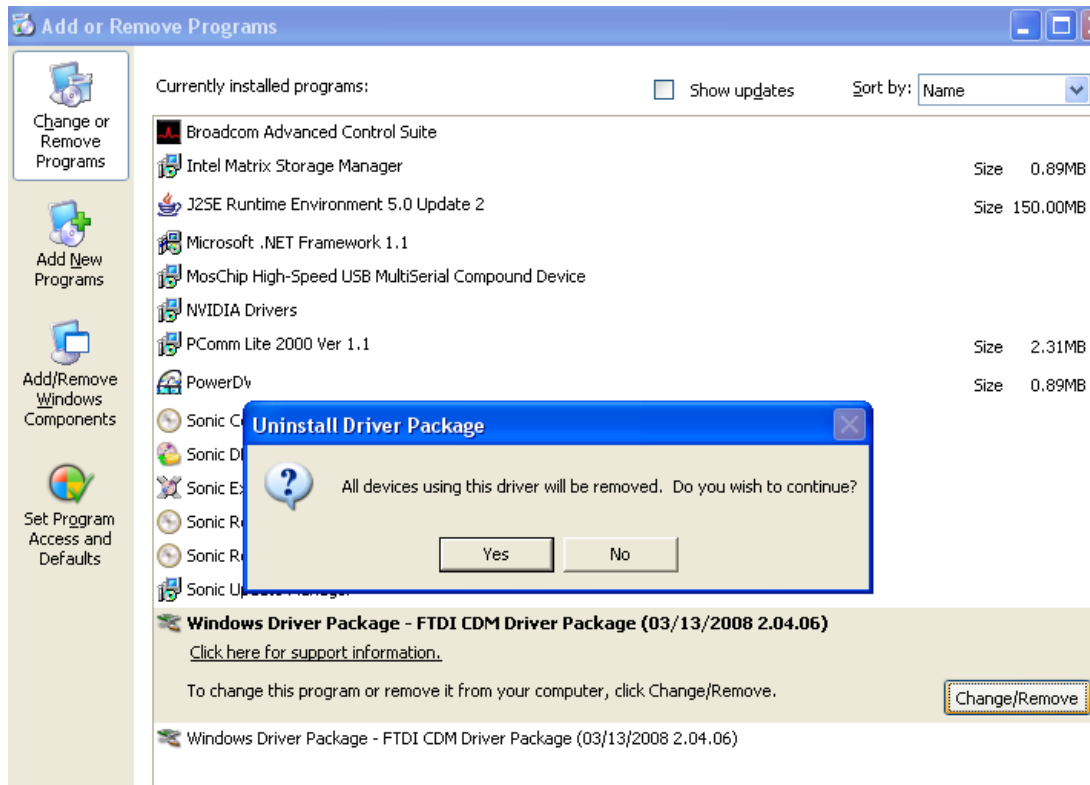 Add or Remove Programs
Change or
Remove
Programs
Add New
Programs
Add/Remove
Windows
Components
Set Program
Access and
Defaults
Currently installed programs:
Show updates
Sort by:
Name
Broadcom Advanced Control Suite
Intel Matrix Storage Manager
Size 0.89MB
J2SE Runtime Environment 5.0 Update 2
Size 150.00MB
Microsoft .NET Framework 1.1
MosChip High-Speed USB MultiSerial Compound Device
NVIDIA Drivers
PComm Lite 2000 Ver 1.1
Size 2.31MB
PowerDV
Size 0.89MB
Sonic
Sonic
Sonic
Sonic
Sonic
Sonic
Uninstall Driver Package
All devices using this driver will be removed. Do you wish to continue?
Yes
No
Windows Driver Package - FTDI CDM Driver Package (03/13/2008 2.04.06)
Click here for support information.
To change this program or remove it from your computer, click Change/Remove.
Change/Remove
Windows Driver Package - FTDI CDM Driver Package (03/13/2008 2.04.06)